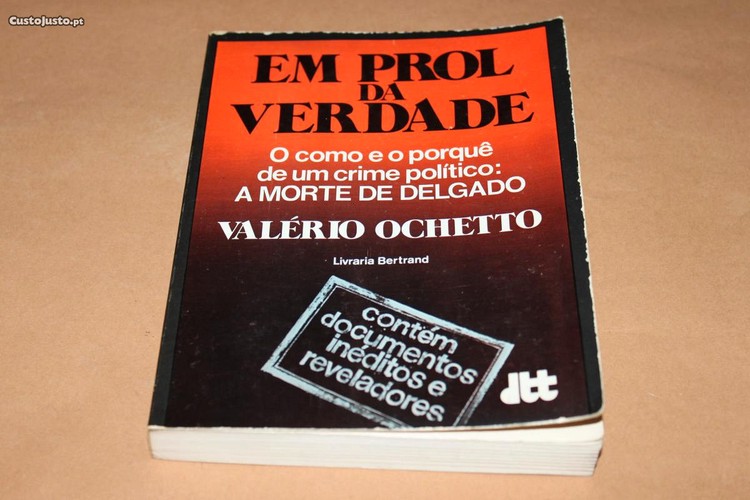 CustoJusto.pt
EM PROL
DA
VERDADE
O como e o porquê
de um crime político:
A MORTE DE DELGADO
VALÉRIO OCHETTO
Livraria Bertrand
contém
documentos
inéditos e
reveladores
dtt